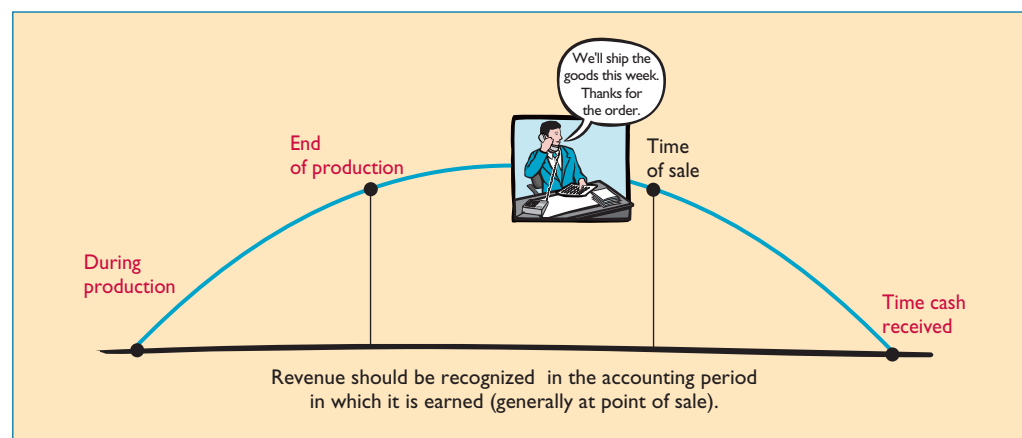 We'll ship the
goods this week.
Thanks for
the order.
End
of production
Time
of sale
During
production
Time cash
received
Revenue should be recognized in the accounting period
in which it is earned (generally at point of sale).